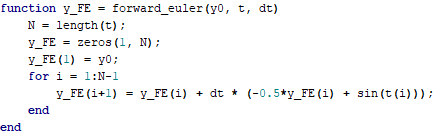 function y_FE = forward_euler(y0, t, dt)
    N = length(t);
    y_FE = zeros(1, N);
    y_FE(1) = y0;
    for i = 1:N-1
        y_FE(i+1) = y_FE(i) + dt * (-0.5*y_FE(i) + sin(t(i)));
    end
end